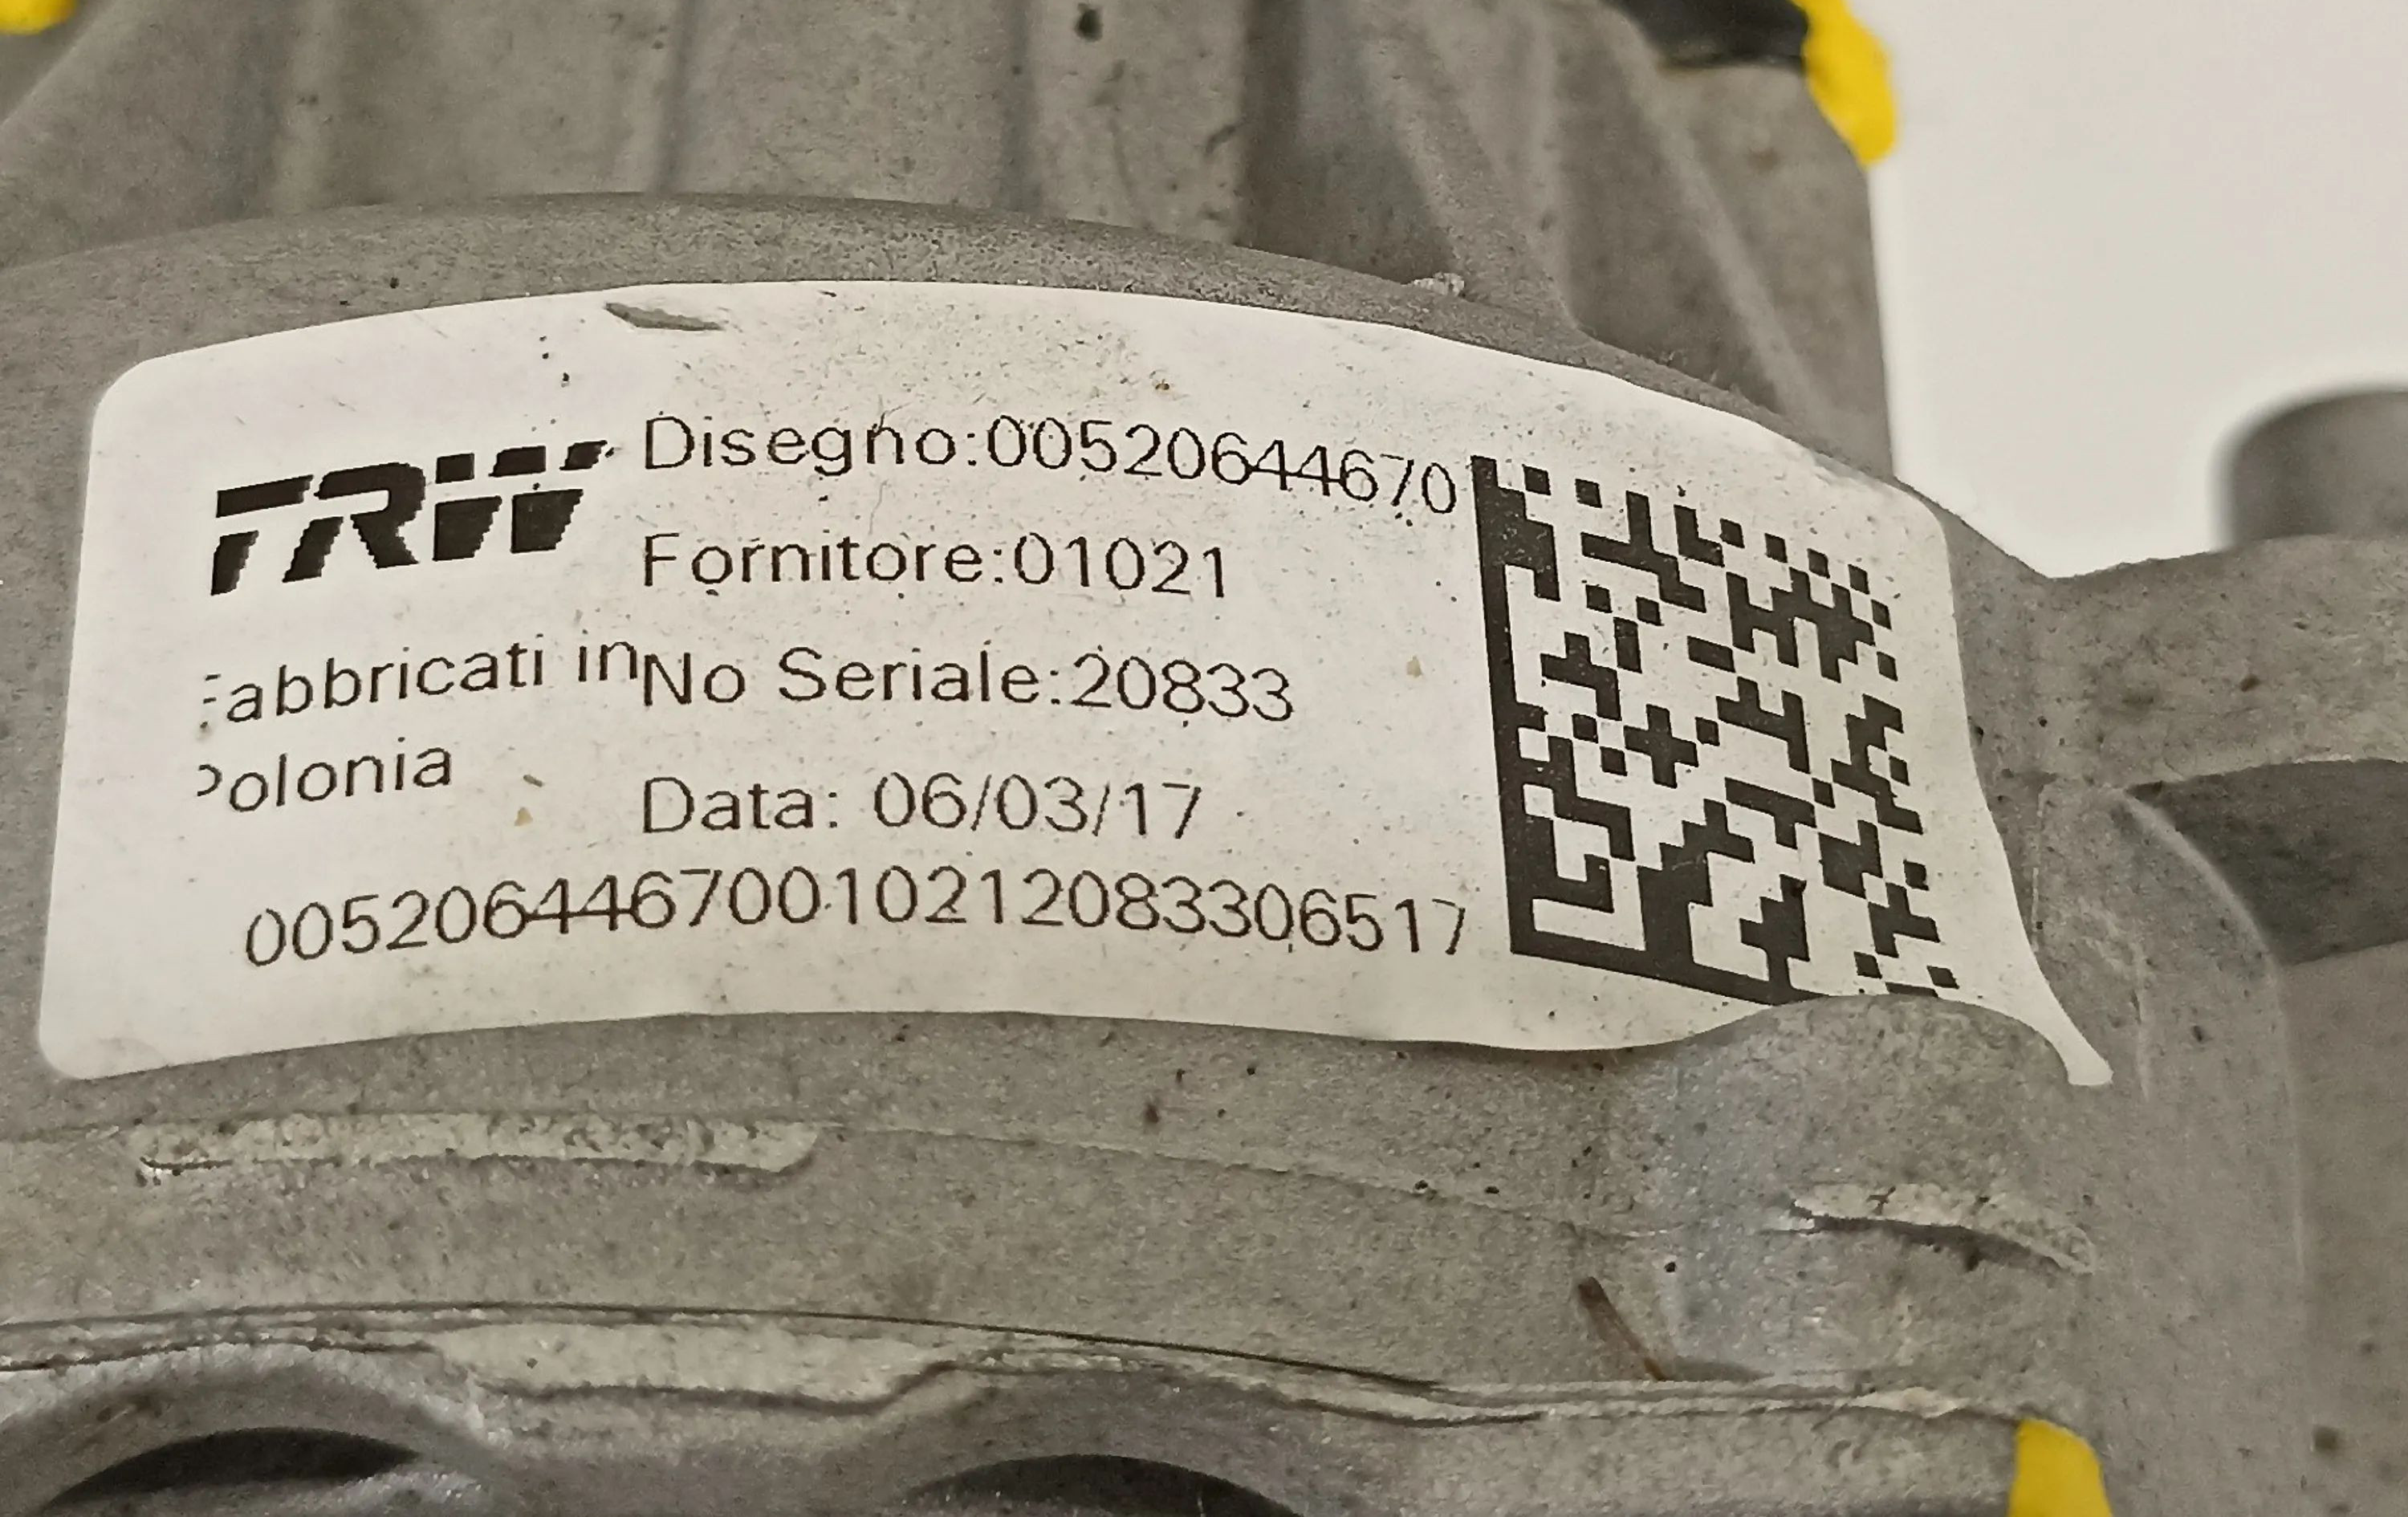 TRW
Disegno:00520644670
Fornitore:01021
Fabbricati in
Polonia
No Seriale:20833
Data: 06/03/17
00520644670010212083306517